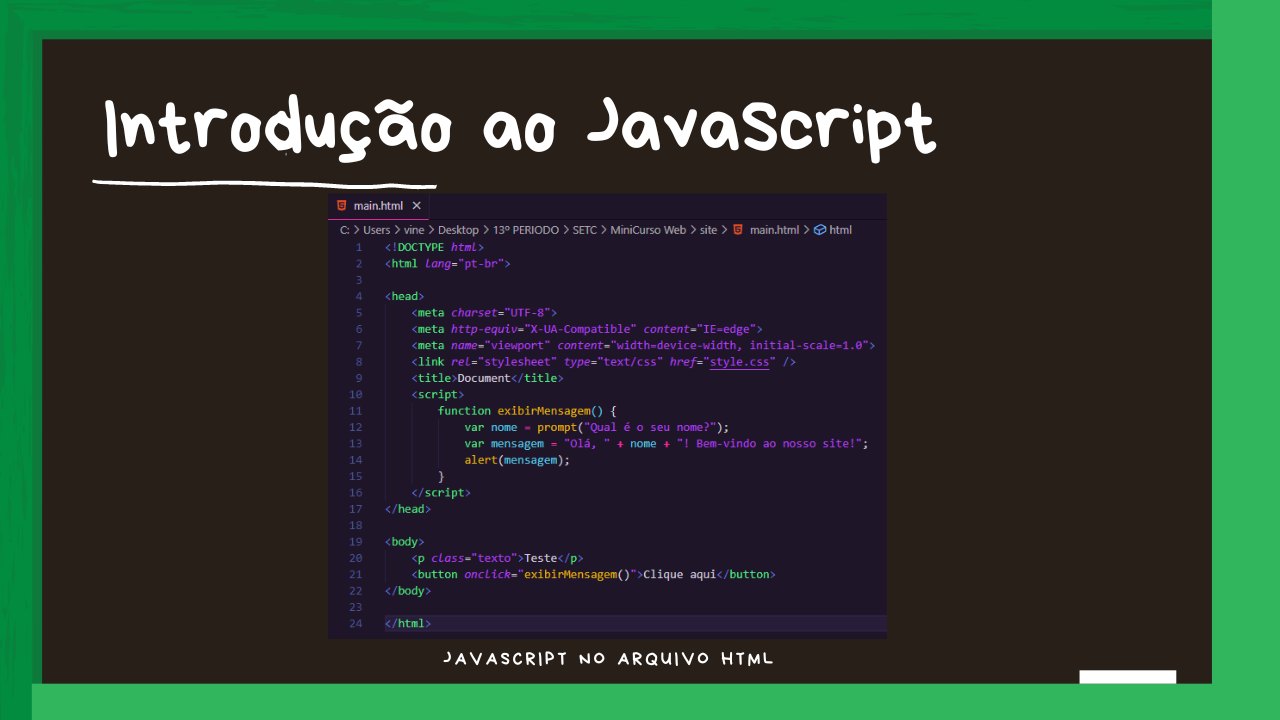 Introdução ao JavaScript
main.html
C: > Users > vine > Desktop > 13º PERIODO > SETC > MiniCurso Web > site > main.html > html
1 <!DOCTYPE html>
2 <html lang="pt-br">
3
4 <head>
5 <meta charset="UTF-8">
6 <meta http-equiv="X-UA-Compatible" content="IE=edge">
7 <meta name="viewport" content="width=device-width, initial-scale=1.0">
8 <link rel="stylesheet" type="text/css" href="style.css" />
9 <title>Document</title>
10 <script>
11 function exibirMensagem() {
12 var nome = prompt("Qual é o seu nome?");
13 var mensagem = "Olá, " + nome + "! Bem-vindo ao nosso site!";
14 alert(mensagem);
15 }
16 </script>
17 </head>
18
19 <body>
20 <p class="texto">Teste</p>
21 <button onclick="exibirMensagem()">Clique aqui</button>
22 </body>
23
24 </html>
JAVASCRIPT NO ARQUIVO HTML